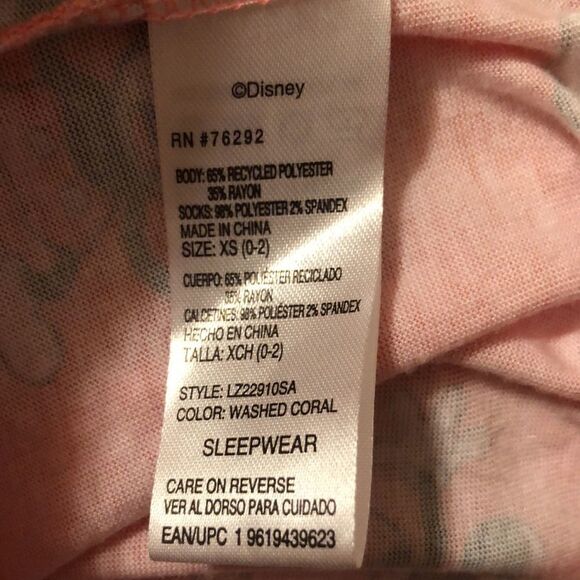 ©Disney
RN #76292
BODY: 65% RECYCLED POLYESTER
35% RAYON
SOCKS: 98% POLYESTER 2% SPANDEX
MADE IN CHINA
SIZE: XS (0-2)
CUERPO: 65% POLIÉSTER RECICLADO
35% RAYON
CALCETINES: 98% POLIÉSTER 2% SPANDEX
HECHO EN CHINA
TALLA: XCH (0-2)
STYLE: LZ22910SA
COLOR: WASHED CORAL
SLEEPWEAR
CARE ON REVERSE
VER AL DORSO PARA CUIDADO
EAN/UPC 1 9619439623